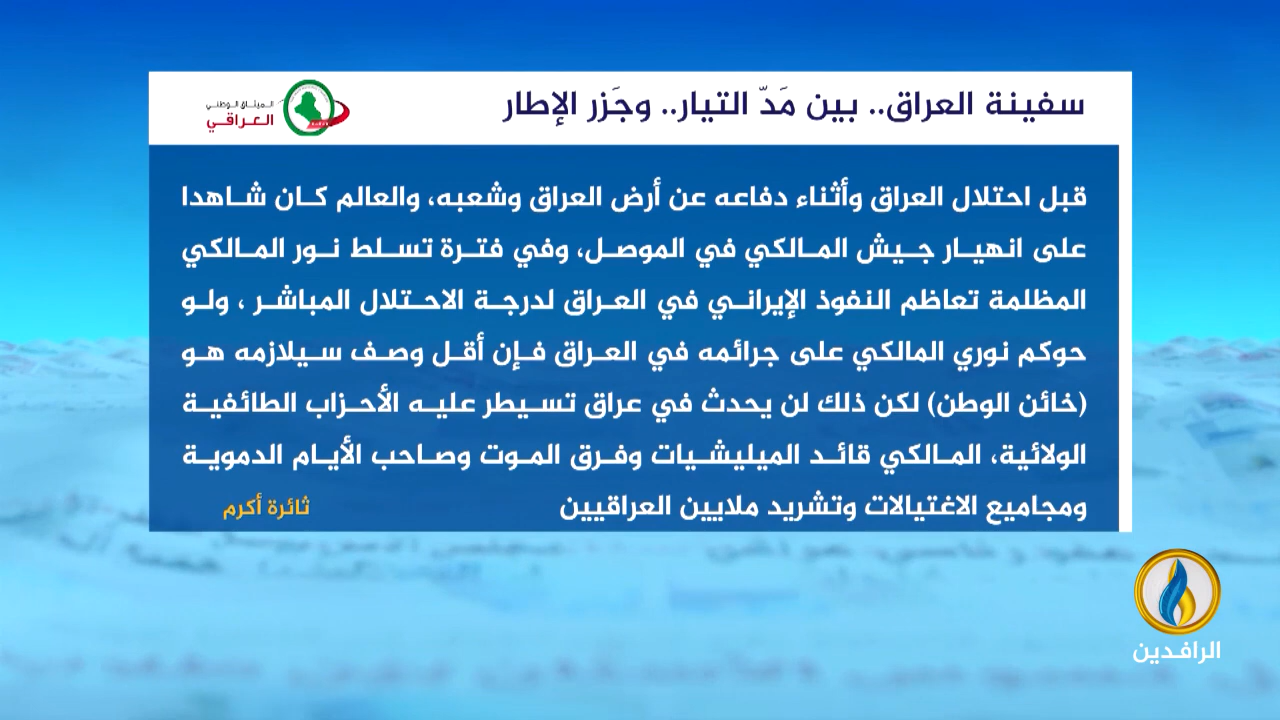 سفينة العراق.. بين مَدّ التيار.. وجَزر الإطار
الميثاق الوطني
العراقي
قبل احتلال العراق وأثناء دفاعه عن أرض العراق وشعبه، والعالم كان شاهدا
على انهيار جيش المالكي في الموصل، وفي فترة تسلط نور المالكي
المظلمة تعاظم النفوذ الإيراني في العراق لدرجة الاحتلال المباشر ، ولو
حوكم نوري المالكي على جرائمه في العراق فإن أقل وصف سيلازمه هو
(خائن الوطن) لكن ذلك لن يحدث في عراق تسيطر عليه الأحزاب الطائفية
الولائية، المالكي قائد الميليشيات وفرق الموت وصاحب الأيام الدموية
ومجاميع الاغتيالات وتشريد ملايين العراقيين
ثائرة أكرم
الرافدين